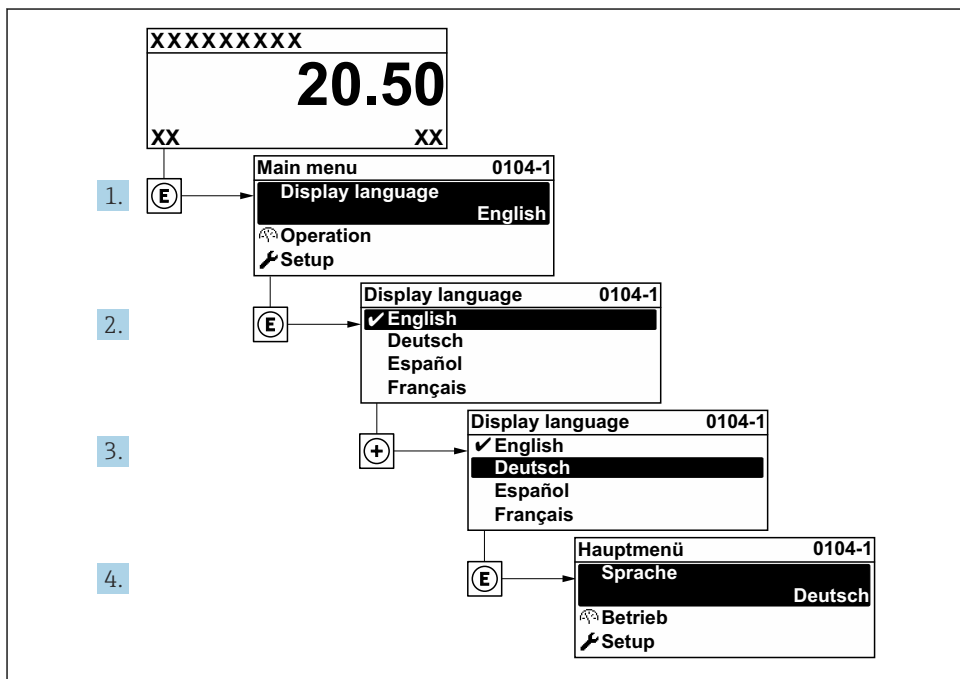 XXXXXXXXX
20.50
XX XX
1. E
Main menu 0104-1
Display language
English
Operation
Setup
2. E
Display language 0104-1
✔English
Deutsch
Español
Français
3. +
Display language 0104-1
✔English
Deutsch
Español
Français
4. E
Hauptmenü 0104-1
Sprache
Deutsch
Betrieb
Setup